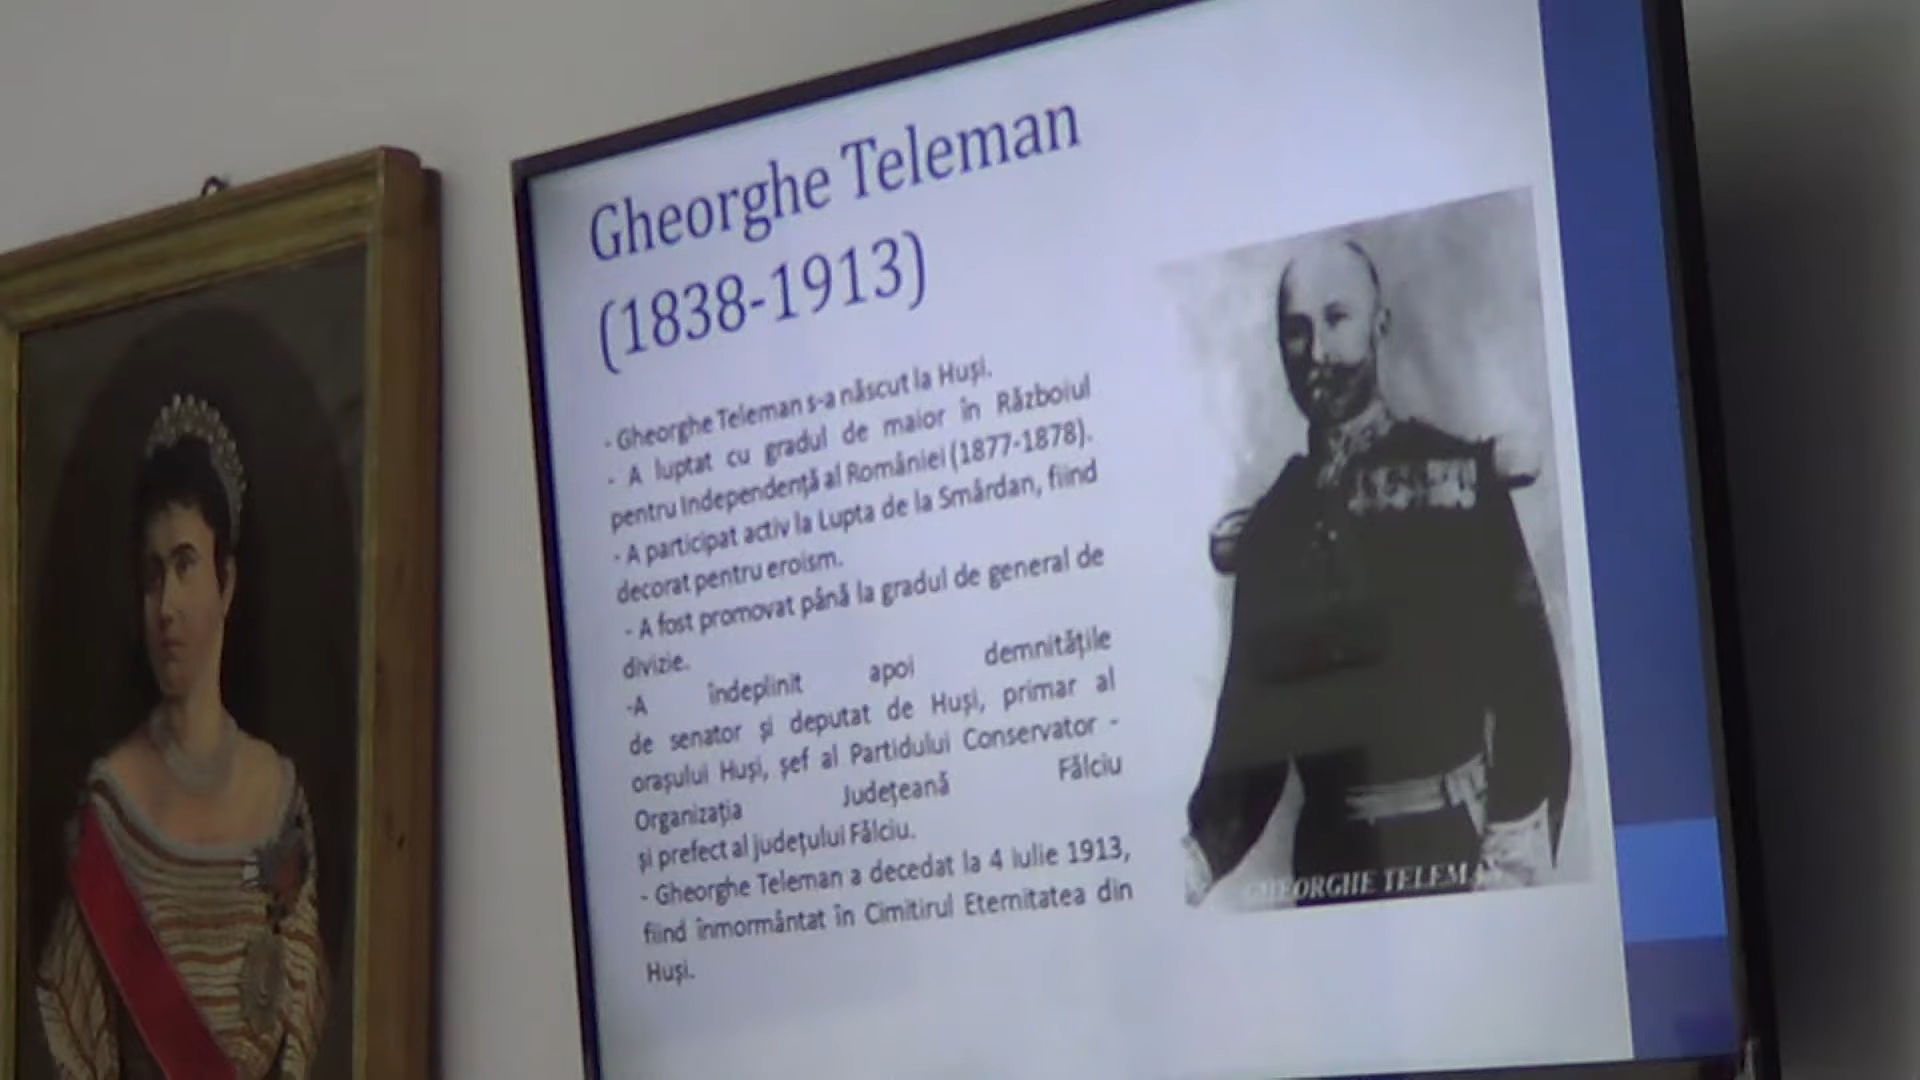 Gheorghe Teleman
(1838-1913)
- Gheorghe Teleman s-a născut la Huși.
- A luptat cu gradul de maior în Războiul
pentru Independență al României (1877-1878).
- A participat activ la Lupta de la Smârdan, fiind
decorat pentru eroism.
- A fost promovat până la gradul de general de
divizie.
-A îndeplinit apoi demnitățile
de senator și deputat de Huși, primar al
orașului Huși, șef al Partidului Conservator -
Organizația Județeană Fălciu
și prefect al județului Fălciu.
- Gheorghe Teleman a decedat la 4 iulie 1913,
fiind înmormântat în Cimitirul Eternitatea din
Huși.
GHEORGHE TELEMAN